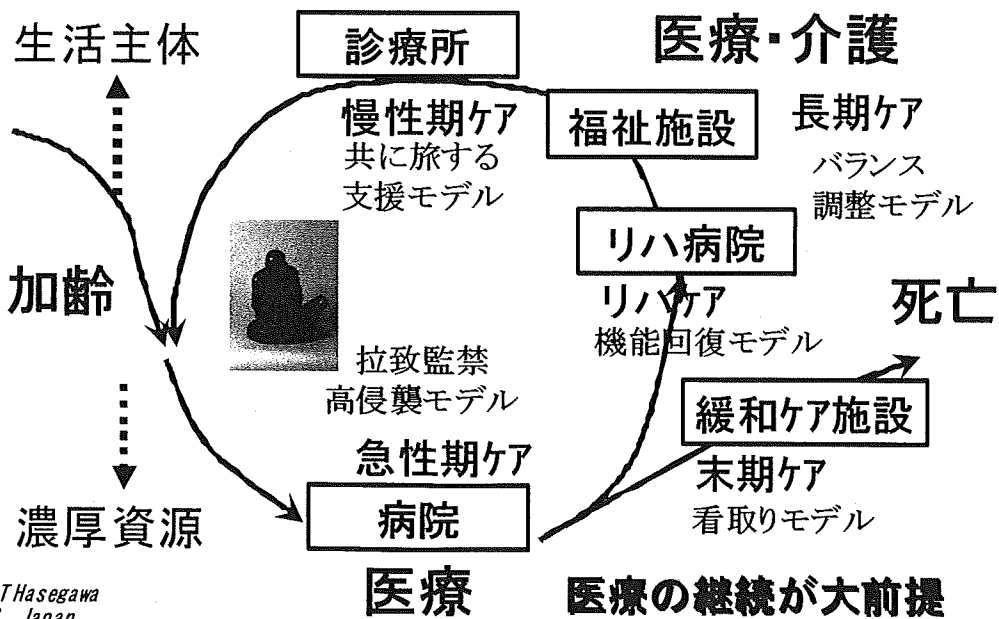 生活主体
診療所
医療・介護
慢性期ケア
共に旅する
支援モデル
福祉施設
長期ケア
バランス
調整モデル
リハ病院
リハケア
機能回復モデル
加齢
死亡
拉致監禁
高侵襲モデル
緩和ケア施設
急性期ケア
末期ケア
看取りモデル
濃厚資源
病院
医療
医療の継続が大前提
THasegawa
Japan